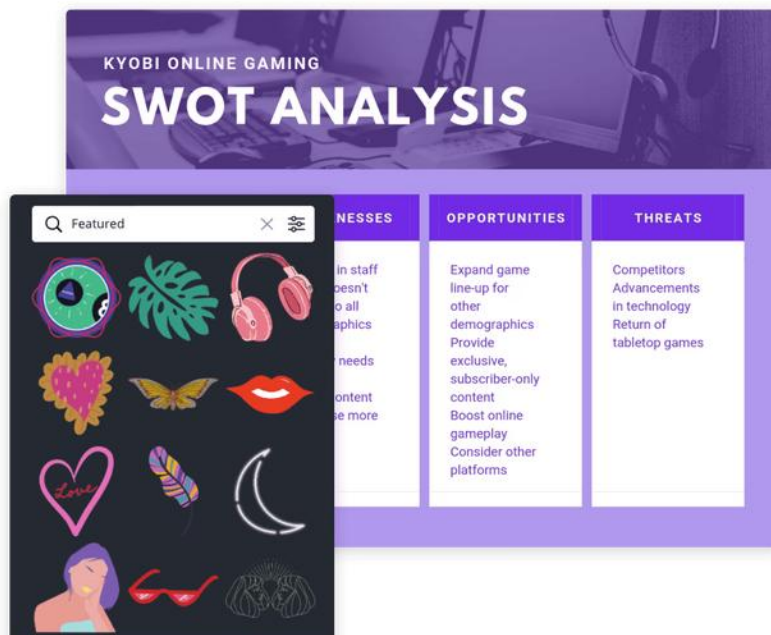 KYOBI ONLINE GAMING
SWOT ANALYSIS
Featured
NESSES
in staff
esn't
o all
aphics
needs
ontent
se more
OPPORTUNITIES
Expand game
line-up for
other
demographics
Provide
exclusive,
subscriber-only
content
Boost online
gameplay
Consider other
platforms
THREATS
Competitors
Advancements
in technology
Return of
tabletop games
Love